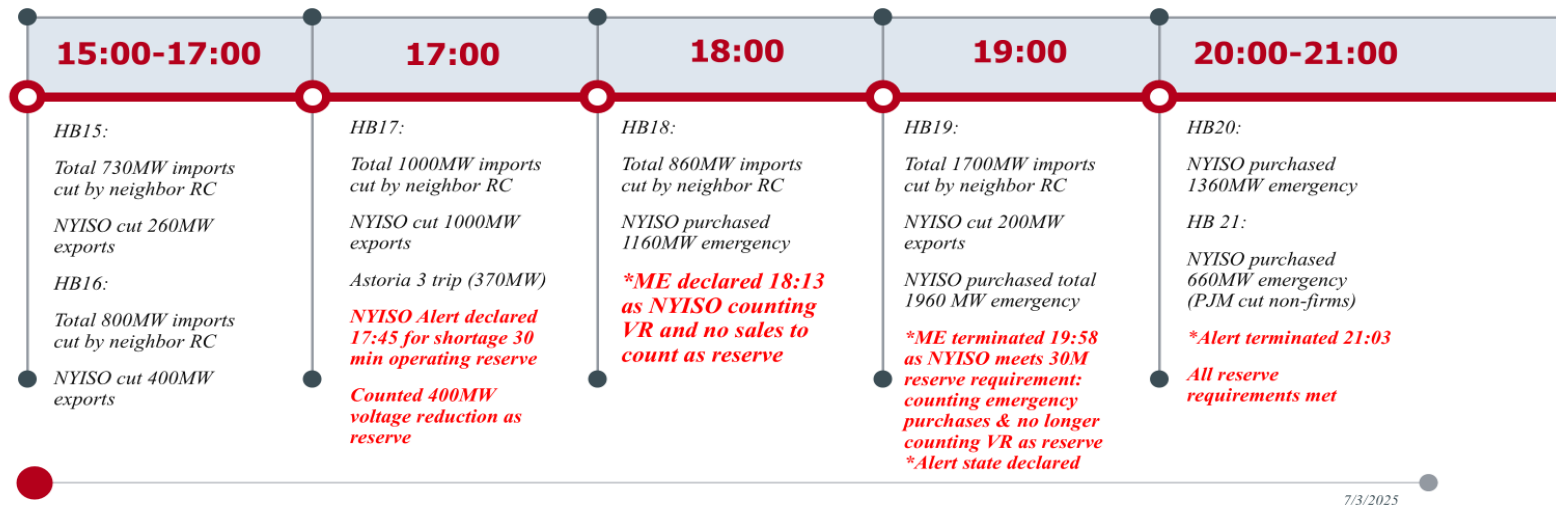 15:00-17:00
17:00
18:00
19:00
20:00-21:00
HB15:
Total 730MW imports
cut by neighbor RC
NYISO cut 260MW
exports
HB16:
Total 800MW imports
cut by neighbor RC
NYISO cut 400MW
exports
HB17:
Total 1000MW imports
cut by neighbor RC
NYISO cut 1000MW
exports
Astoria 3 trip (370MW)
NYISO Alert declared
17:45 for shortage 30
min operating reserve
Counted 400MW
voltage reduction as
reserve
HB18:
Total 860MW imports
cut by neighbor RC
NYISO purchased
1160MW emergency
*ME declared 18:13
as NYISO counting
VR and no sales to
count as reserve
HB19:
Total 1700MW imports
cut by neighbor RC
NYISO cut 200MW
exports
NYISO purchased total
1960 MW emergency
*ME terminated 19:58
as NYISO meets 30M
reserve requirement:
counting emergency
purchases & no longer
counting VR as reserve
*Alert state declared
HB20:
NYISO purchased
1360MW emergency
HB 21:
NYISO purchased
660MW emergency
(PJM cut non-firms)
*Alert terminated 21:03
All reserve
requirements met
7/3/2025